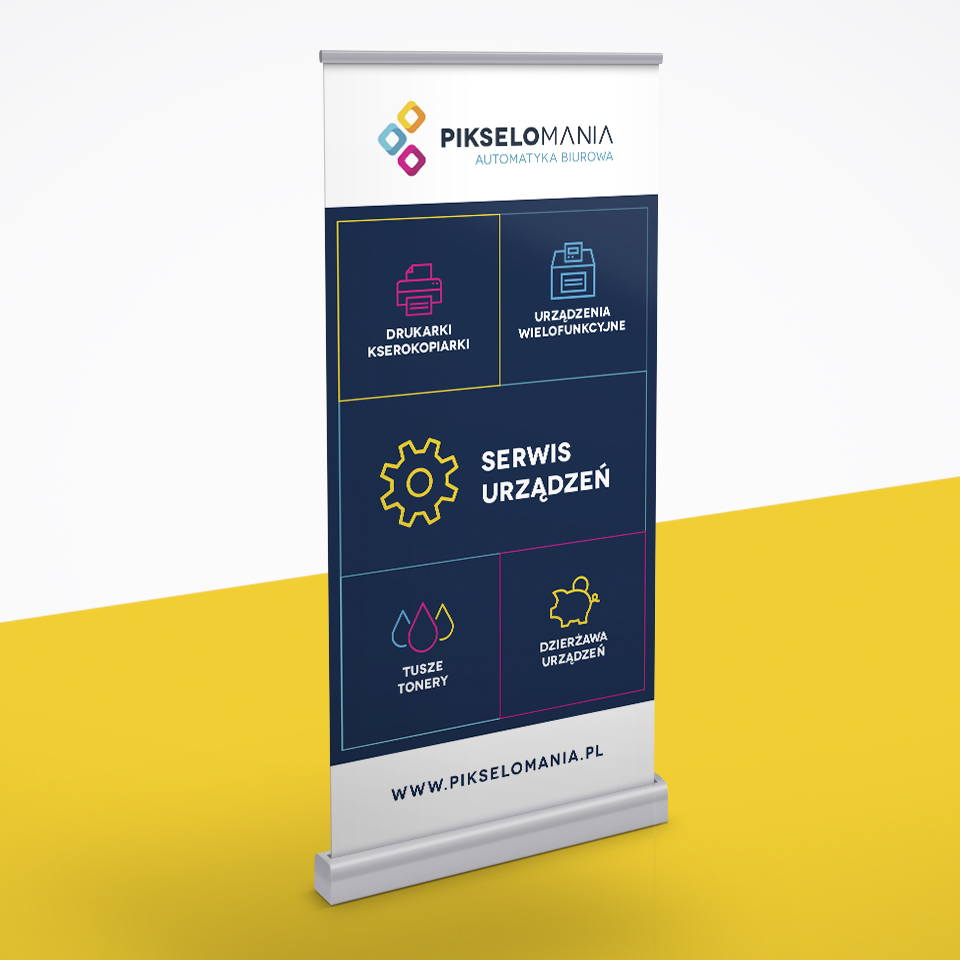 PIKSELOMANIA
AUTOMATYKA BIUROWA
DRUKARKI
KSEROKOPIARKI
URZĄDZENIA
WIELOFUNKCYJNE
SERWIS
URZĄDZEŃ
TUSZE
TONERY
DZIERŻAWA
URZĄDZEŃ
WWW.PIKSELOMANIA.PL